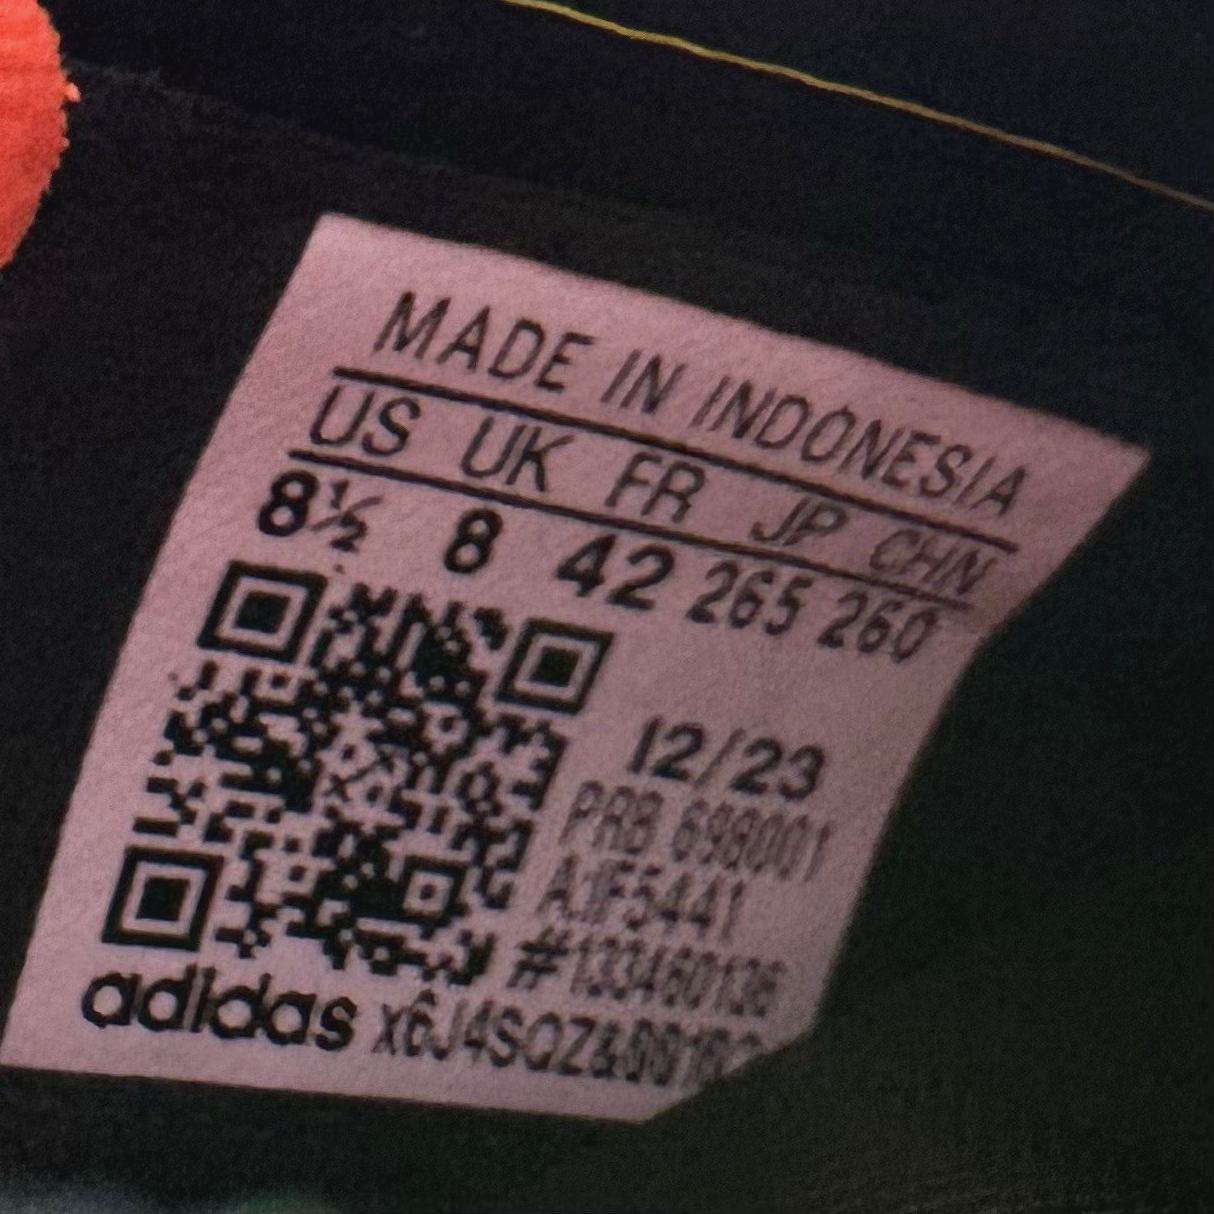 MADE IN INDONESIA
US UK FR JP CHN
8½ 8 42 265 260
12/23
PRB 698001
#133460136
adidas